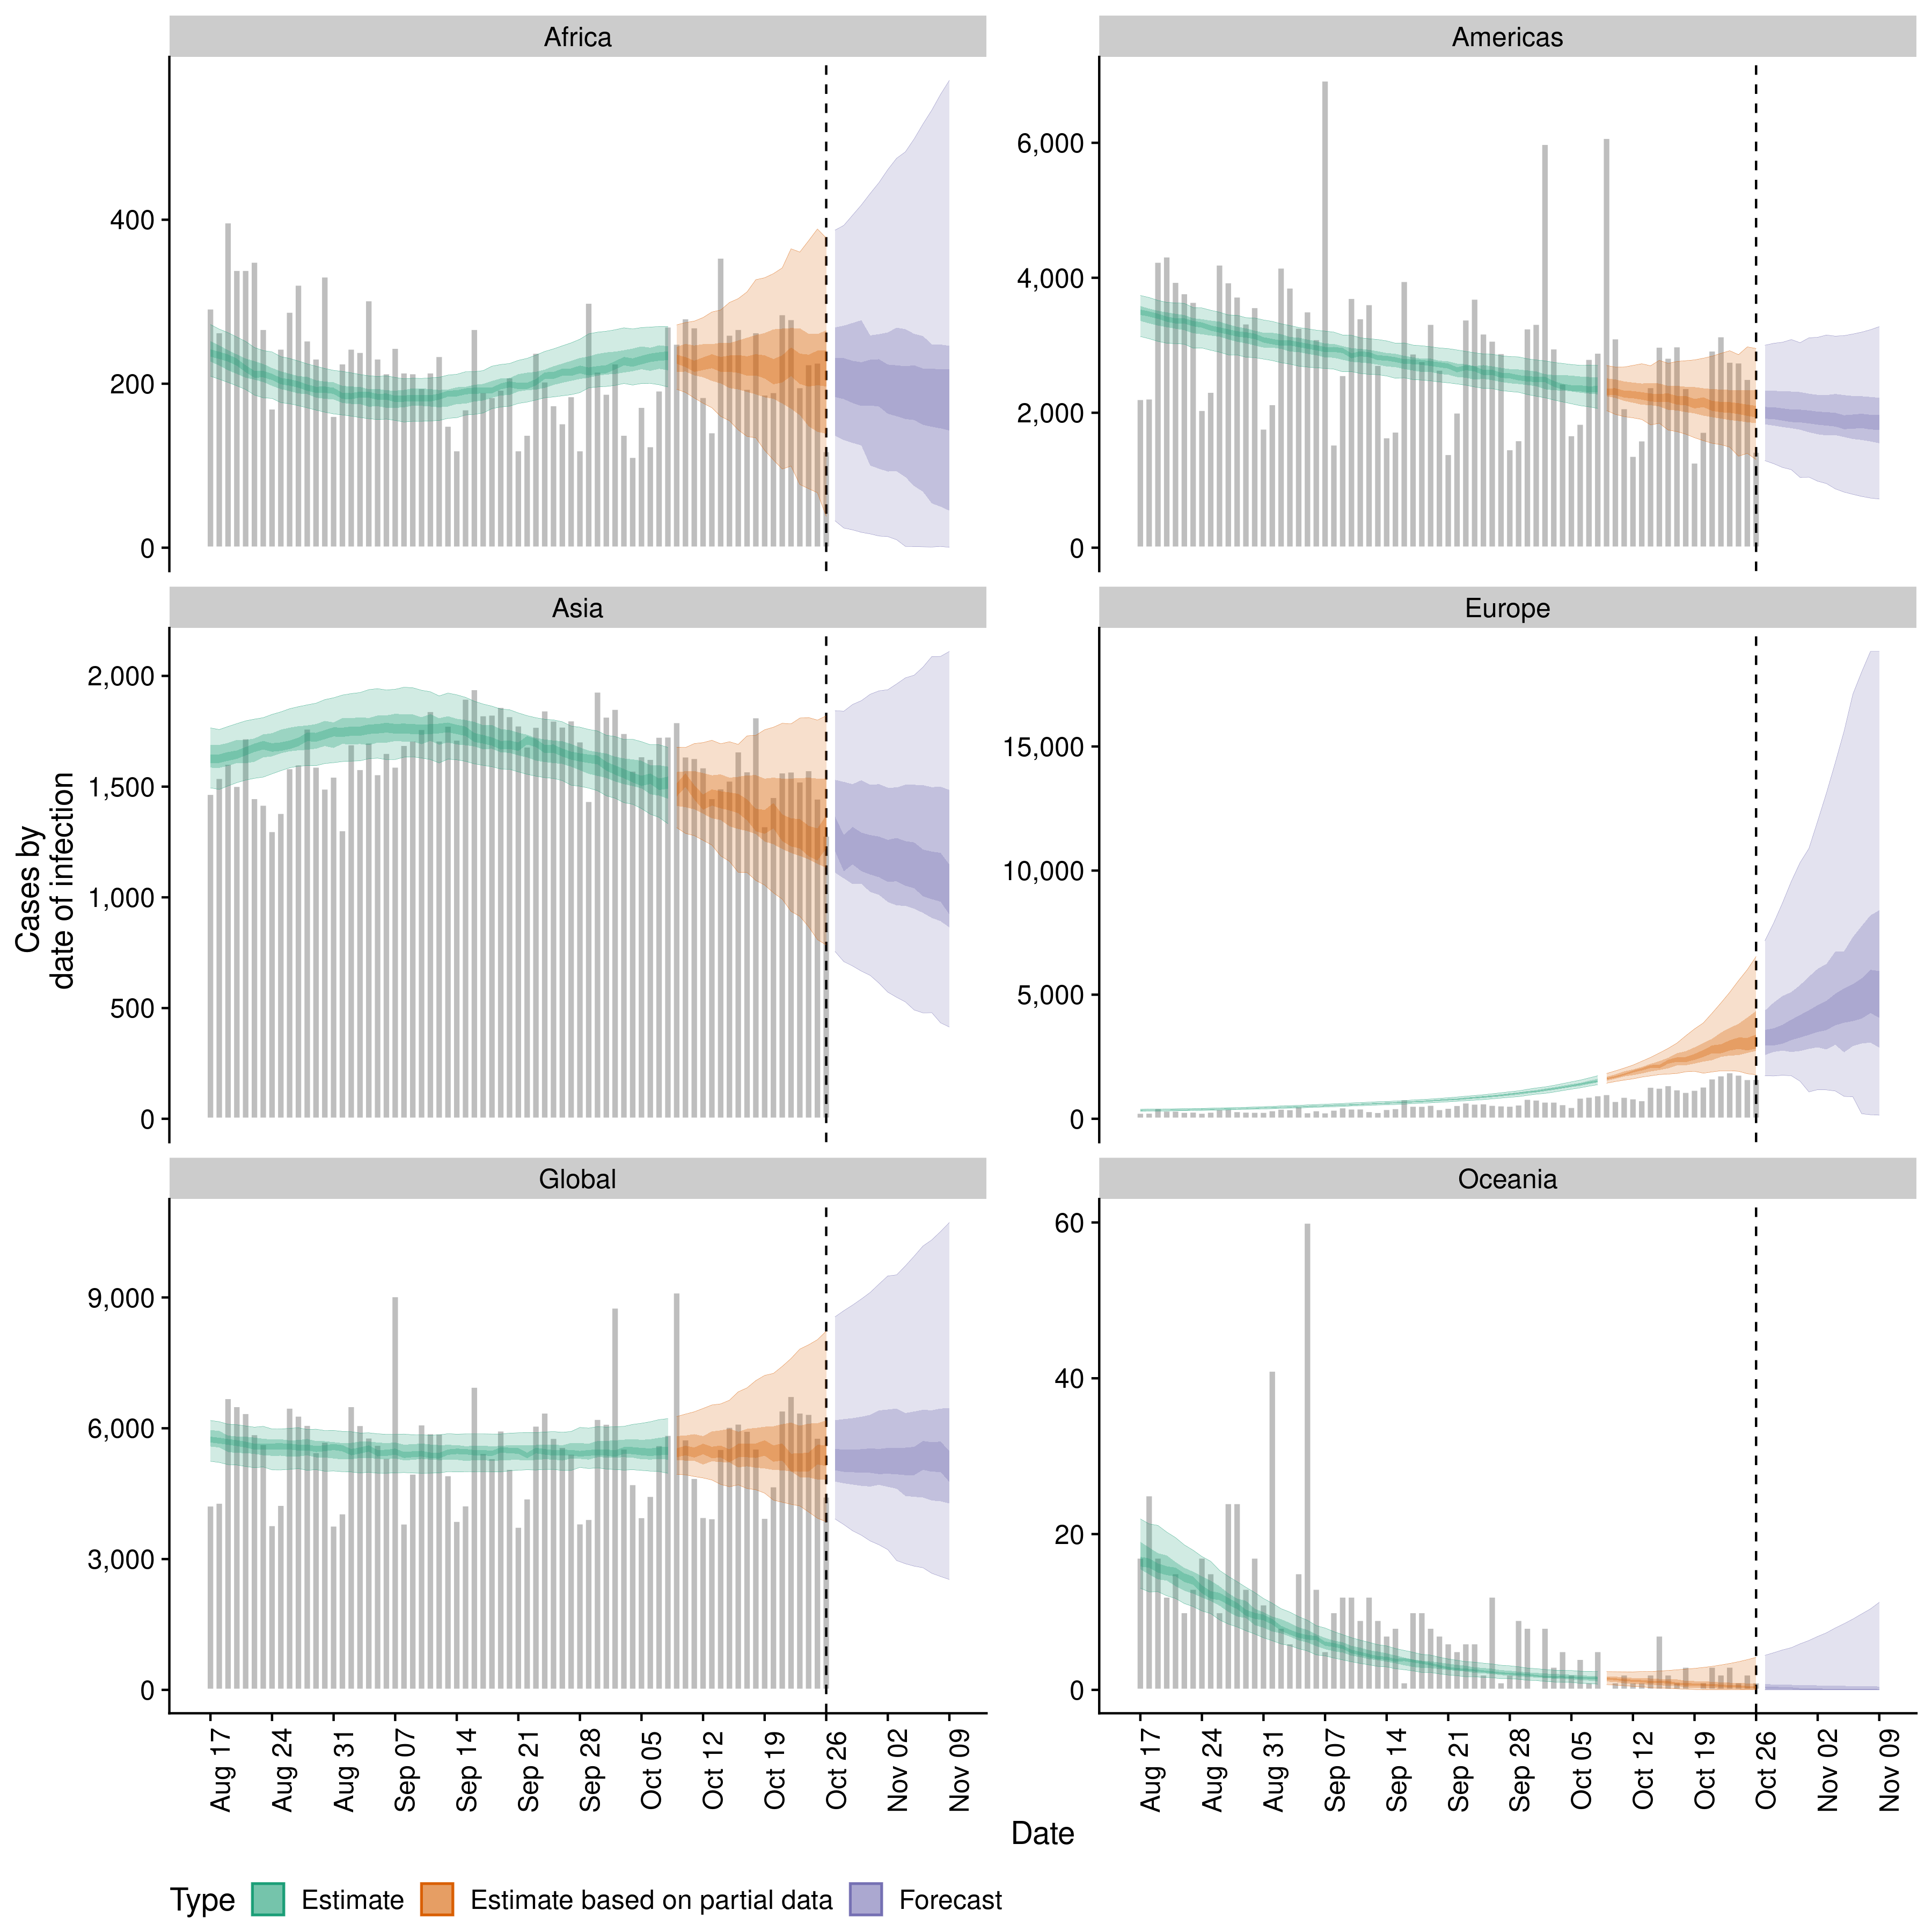 Africa
Americas
400
200
0
6,000
4,000
2,000
0
Asia
Europe
2,000
1,500
1,000
500
0
15,000
10,000
5,000
0
Cases by
date of infection
Global
Oceania
9,000
6,000
3,000
0
60
40
20
0
Aug 17
Aug 24
Aug 31
Sep 07
Sep 14
Sep 21
Sep 28
Oct 05
Oct 12
Oct 19
Oct 26
Nov 02
Nov 09
Aug 17
Aug 24
Aug 31
Sep 07
Sep 14
Sep 21
Sep 28
Oct 05
Oct 12
Oct 19
Oct 26
Nov 02
Nov 09
Date
Type Estimate Estimate based on partial data Forecast